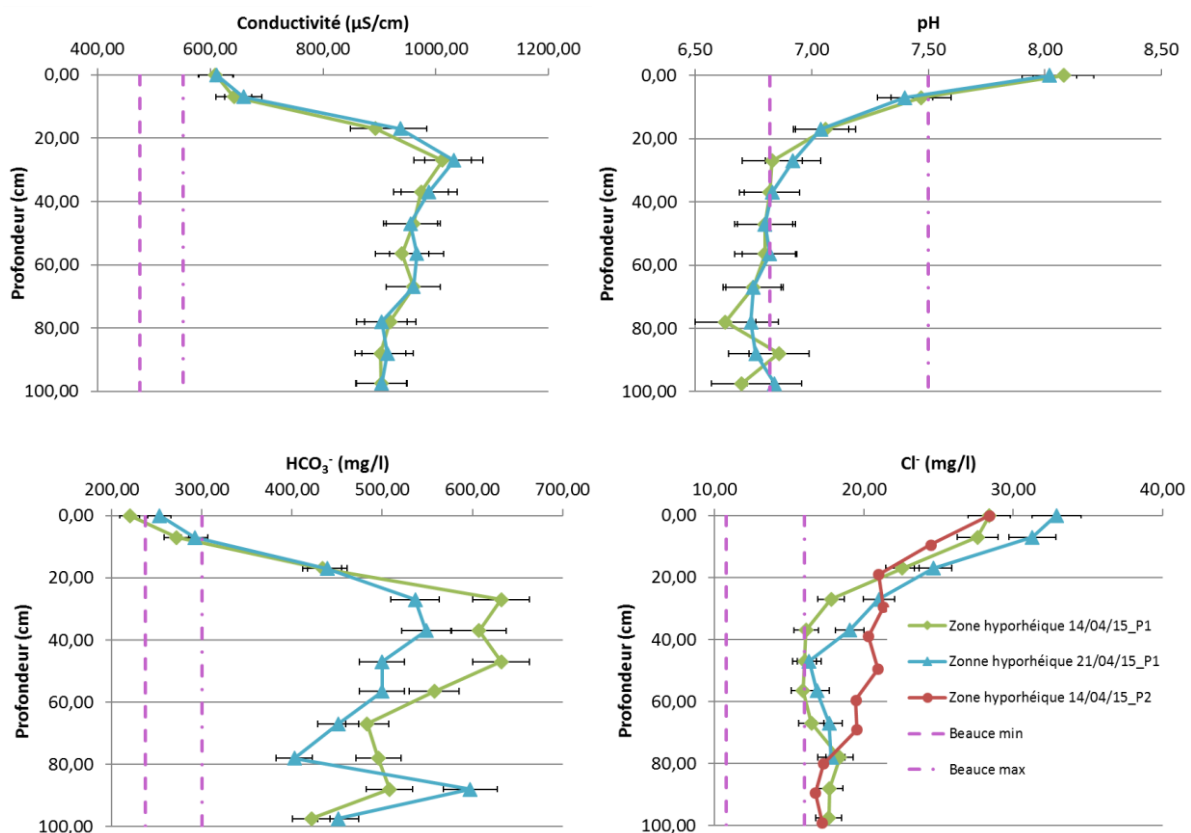 Conductivité (µS/cm)
400,00 600,00 800,00 1000,00 1200,00
Profondeur (cm)
0,00
20,00
40,00
60,00
80,00
100,00
pH
6,50 7,00 7,50 8,00 8,50
Profondeur (cm)
0,00
20,00
40,00
60,00
80,00
100,00
HCO₃⁻ (mg/l)
200,00 300,00 400,00 500,00 600,00 700,00
Profondeur (cm)
0,00
20,00
40,00
60,00
80,00
100,00
Cl⁻ (mg/l)
10,00 20,00 30,00 40,00
Profondeur (cm)
0,00
20,00
40,00
60,00
80,00
100,00
Zone hyporhéique 14/04/15_P1
Zonne hyporhéique 21/04/15_P1
Zone hyporhéique 14/04/15_P2
Beauce min
Beauce max